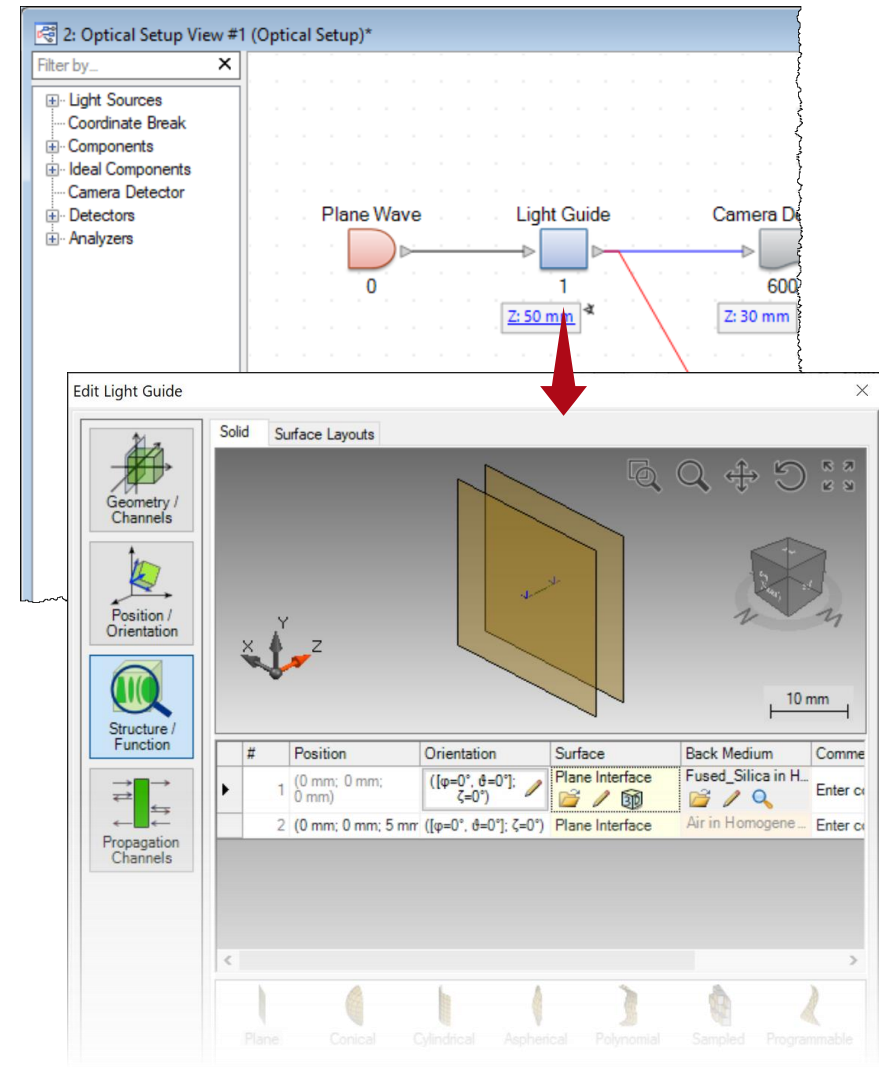 2: Optical Setup View #1 (Optical Setup)*
Filter by...
Light Sources
Coordinate Break
Components
Ideal Components
Camera Detector
Detectors
Analyzers
Plane Wave
Light Guide
Camera De
0
1
600
Z: 50 mm
Z: 30 mm
Edit Light Guide
Geometry /
Channels
Position /
Orientation
Structure /
Function
Propagation
Channels
Solid
Surface Layouts
Y
X
Z
10 mm
# Position Orientation Surface Back Medium Comme
1 (0 mm; 0 mm;
0 mm)
([φ=0°, ϑ=0°];
ζ=0°)
Plane Interface
Fused_Silica in H...
Enter co
2 (0 mm; 0 mm; 5 mm ([φ=0°, ϑ=0°]; ζ=0°) Plane Interface Air in Homogene... Enter co
Plane Conical Cylindrical Aspherical Polynomial Sampled Programmable